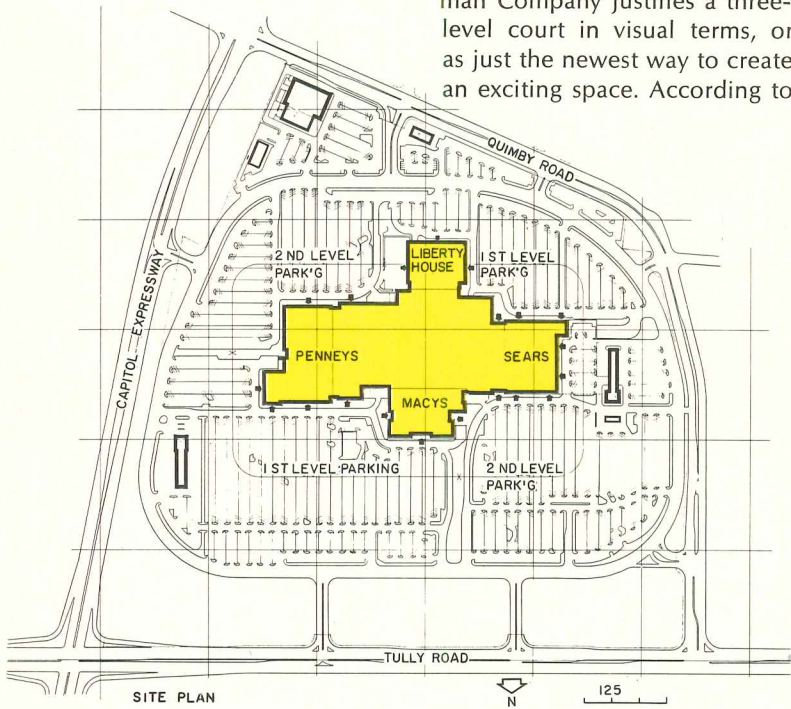 man Company justifies a three-
level court in visual terms, or
as just the newest way to create
an exciting space. According to
QUIMBY ROAD
CAPITOL EXPRESSWAY
2 ND LEVEL
PARK'G
LIBERTY
HOUSE
1 ST LEVEL
PARK'G
PENNEYS
SEARS
MACYS
1 ST LEVEL PARKING
2 ND LEVEL
PARK'G
TULLY ROAD
SITE PLAN
N
125